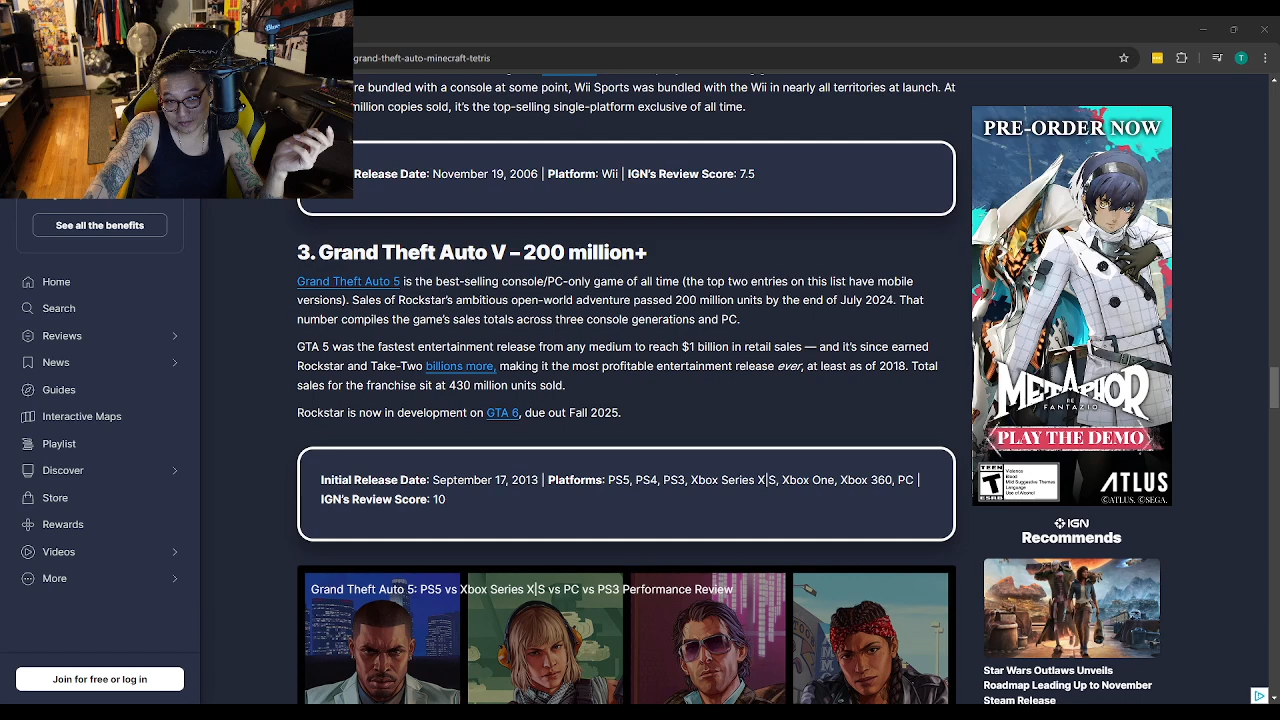 grand-theft-auto-minecraft-tetris
re bundled with a console at some point, Wii Sports was bundled with the Wii in nearly all territories at launch. At
million copies sold, it's the top-selling single-platform exclusive of all time.
Release Date: November 19, 2006 | Platform: Wii | IGN's Review Score: 7.5
See all the benefits
Home
Search
Reviews
News
Guides
Interactive Maps
Playlist
Discover
Store
Rewards
Videos
More
Join for free or log in
3. Grand Theft Auto V – 200 million+
Grand Theft Auto 5 is the best-selling console/PC-only game of all time (the top two entries on this list have mobile
versions). Sales of Rockstar's ambitious open-world adventure passed 200 million units by the end of July 2024. That
number compiles the game's sales totals across three console generations and PC.
GTA 5 was the fastest entertainment release from any medium to reach $1 billion in retail sales — and it's since earned
Rockstar and Take-Two billions more, making it the most profitable entertainment release ever, at least as of 2018. Total
sales for the franchise sit at 430 million units sold.
Rockstar is now in development on GTA 6, due out Fall 2025.
Initial Release Date: September 17, 2013 | Platforms: PS5, PS4, PS3, Xbox Series X|S, Xbox One, Xbox 360, PC |
IGN's Review Score: 10
Grand Theft Auto 5: PS5 vs Xbox Series X|S vs PC vs PS3 Performance Review
PRE-ORDER NOW
METAPHOR
RE FANTAZIO
PLAY THE DEMO
TEEN
T
ESRB
Violence
Blood
Mild Suggestive Themes
Language
Use of Alcohol
ATLUS
©ATLUS. ©SEGA.
IGN
Recommends
Star Wars Outlaws Unveils
Roadmap Leading Up to November
Steam Release
T